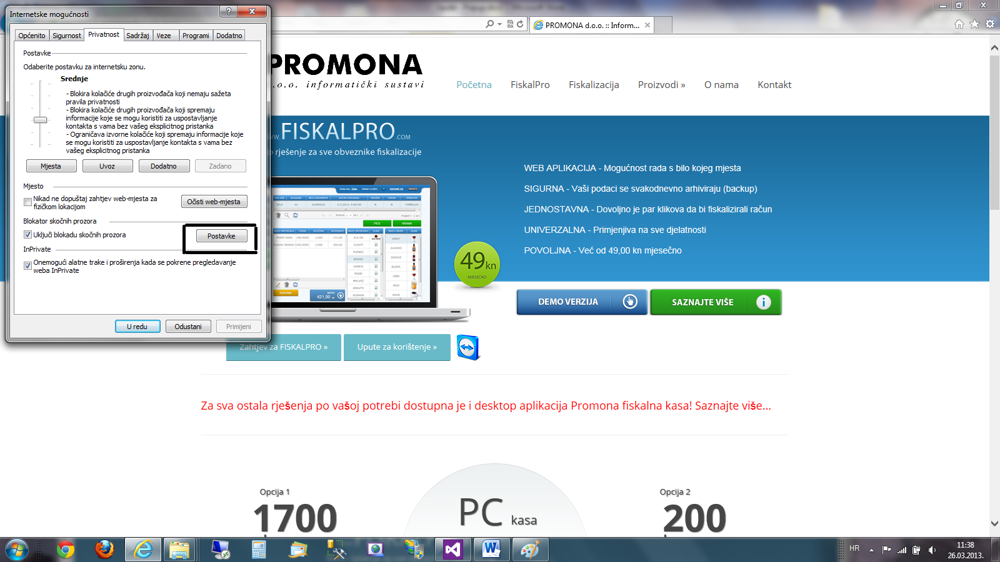 Internetske mogućnosti
Općenito
Sigurnost
Privatnost
Sadržaj
Veze
Programi
Dodatno
Postavke
Odaberite postavku za internetsku zonu.
Srednje
- Blokira kolačiće drugih proizvođača koji nemaju sažeta
pravila privatnosti
- Blokira kolačiće drugih proizvođača koji spremaju
informacije koje se mogu koristiti za uspostavljanje
kontakta s vama bez vašeg eksplicitnog pristanka
- Ograničava izvorne kolačiće koji spremaju informacije koje
se mogu koristiti za uspostavljanje kontakta s vama bez
vašeg eksplicitnog pristanka
Mjesta
Uvoz
Dodatno
Zadano
Mjesto
Nikad ne dopuštaj zahtjev web-mjesta za
fizičkom lokacijom
Očisti web-mjesta
Blokator skočnih prozora
Uključi blokadu skočnih prozora
Postavke
InPrivate
Onemogući alatne trake i proširenja kada se pokrene pregledavanje
weba InPrivate
U redu
Odustani
Primijeni
PROMONA d.o.o. :: Inform...
PROMONA
.o.o. informatički sustavi
Početna
FiskalPro
Fiskalizacija
Proizvodi »
O nama
Kontakt
W.FISKALPRO.COM
rješenje za sve obveznike fiskalizacije
WEB APLIKACIJA - Mogućnost rada s bilo kojeg mjesta
SIGURNA - Vaši podaci se svakodnevno arhiviraju (backup)
JEDNOSTAVNA - Dovoljno je par klikova da bi fiskalizirali račun
UNIVERZALNA - Primjenjiva na sve djelatnosti
POVOLJNA - Već od 49,00 kn mjesečno
PIĆE
HRANA
421,00
49kn
MJESEČNO
DEMO VERZIJA
SAZNAJTE VIŠE
Zahtjev za FISKALPRO »
Upute za korištenje »
Za sva ostala rješenja po vašoj potrebi dostupna je i desktop aplikacija Promona fiskalna kasa! Saznajte više...
Opcija 1
1700
PC kasa
Opcija 2
200
HR
11:38
26.03.2013.